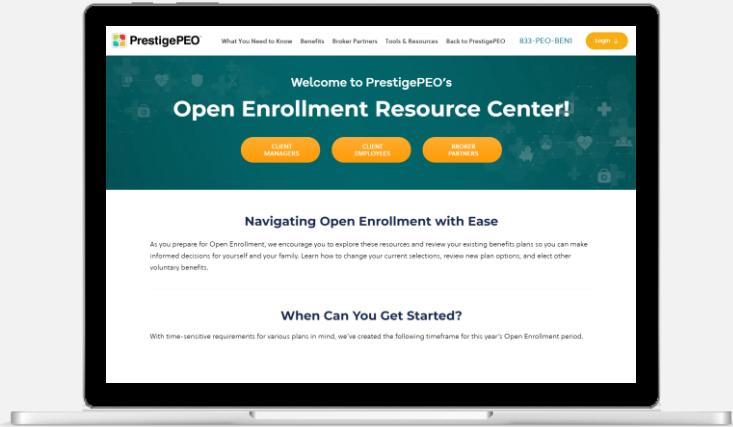 PrestigePEO
What You Need to Know Benefits Broker Partners Tools & Resources Back to PrestigePEO 833-PEO-BEN1 Login
Welcome to PrestigePEO's
Open Enrollment Resource Center!
CLIENT
MANAGERS
CLIENT
EMPLOYEES
BROKER
PARTNERS
Navigating Open Enrollment with Ease
As you prepare for Open Enrollment, we encourage you to explore these resources and review your existing benefits plans so you can make
informed decisions for yourself and your family. Learn how to change your current selections, review new plan options, and elect other
voluntary benefits.
When Can You Get Started?
With time-sensitive requirements for various plans in mind, we've created the following timeframe for this year's Open Enrollment period.